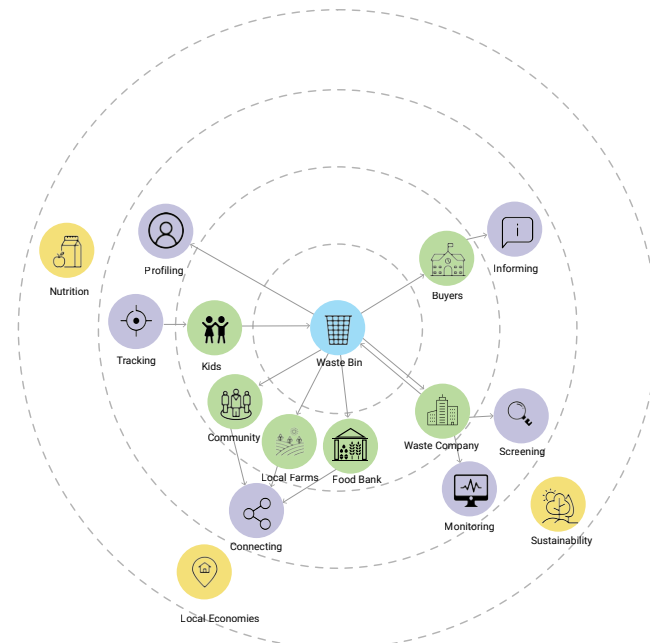 Profiling
Informing
Nutrition
Buyers
Tracking
Kids
Waste Bin
Community
Waste Company
Screening
Local Farms
Food Bank
Monitoring
Sustainability
Connecting
Local Economies